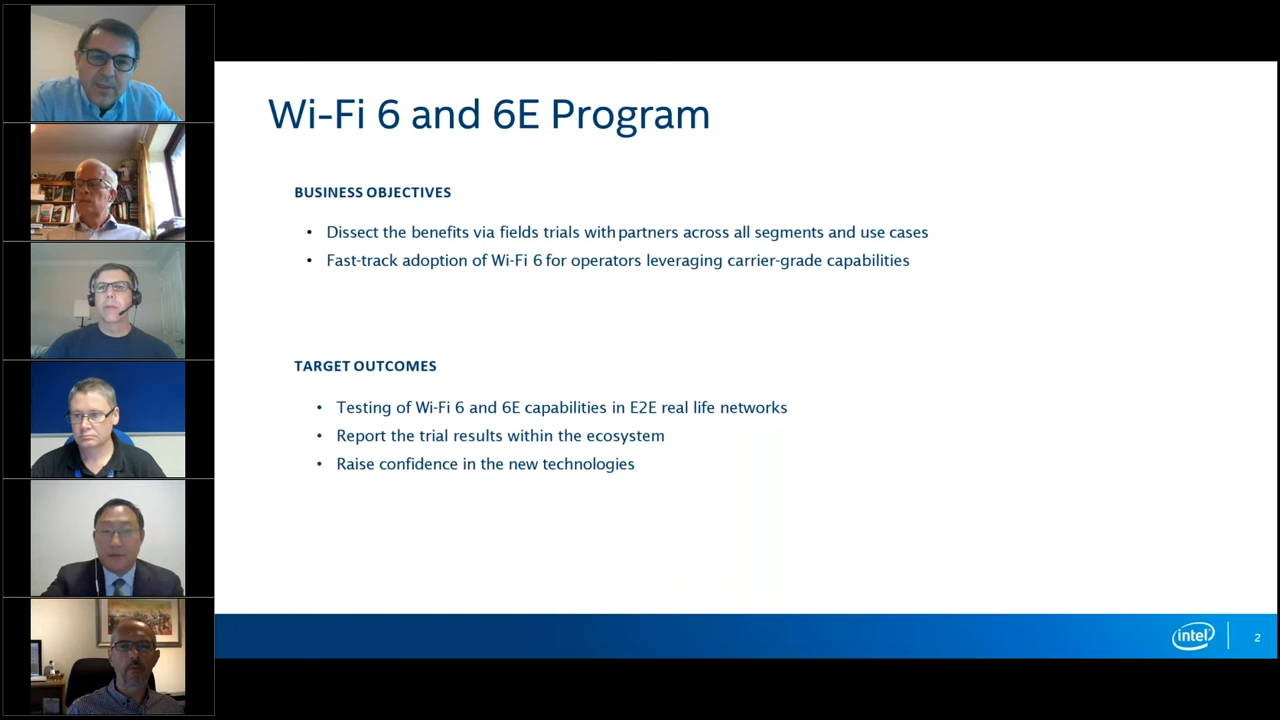 Wi-Fi 6 and 6E Program
BUSINESS OBJECTIVES
• Dissect the benefits via fields trials with partners across all segments and use cases
• Fast-track adoption of Wi-Fi 6 for operators leveraging carrier-grade capabilities
TARGET OUTCOMES
• Testing of Wi-Fi 6 and 6E capabilities in E2E real life networks
• Report the trial results within the ecosystem
• Raise confidence in the new technologies
intel
2